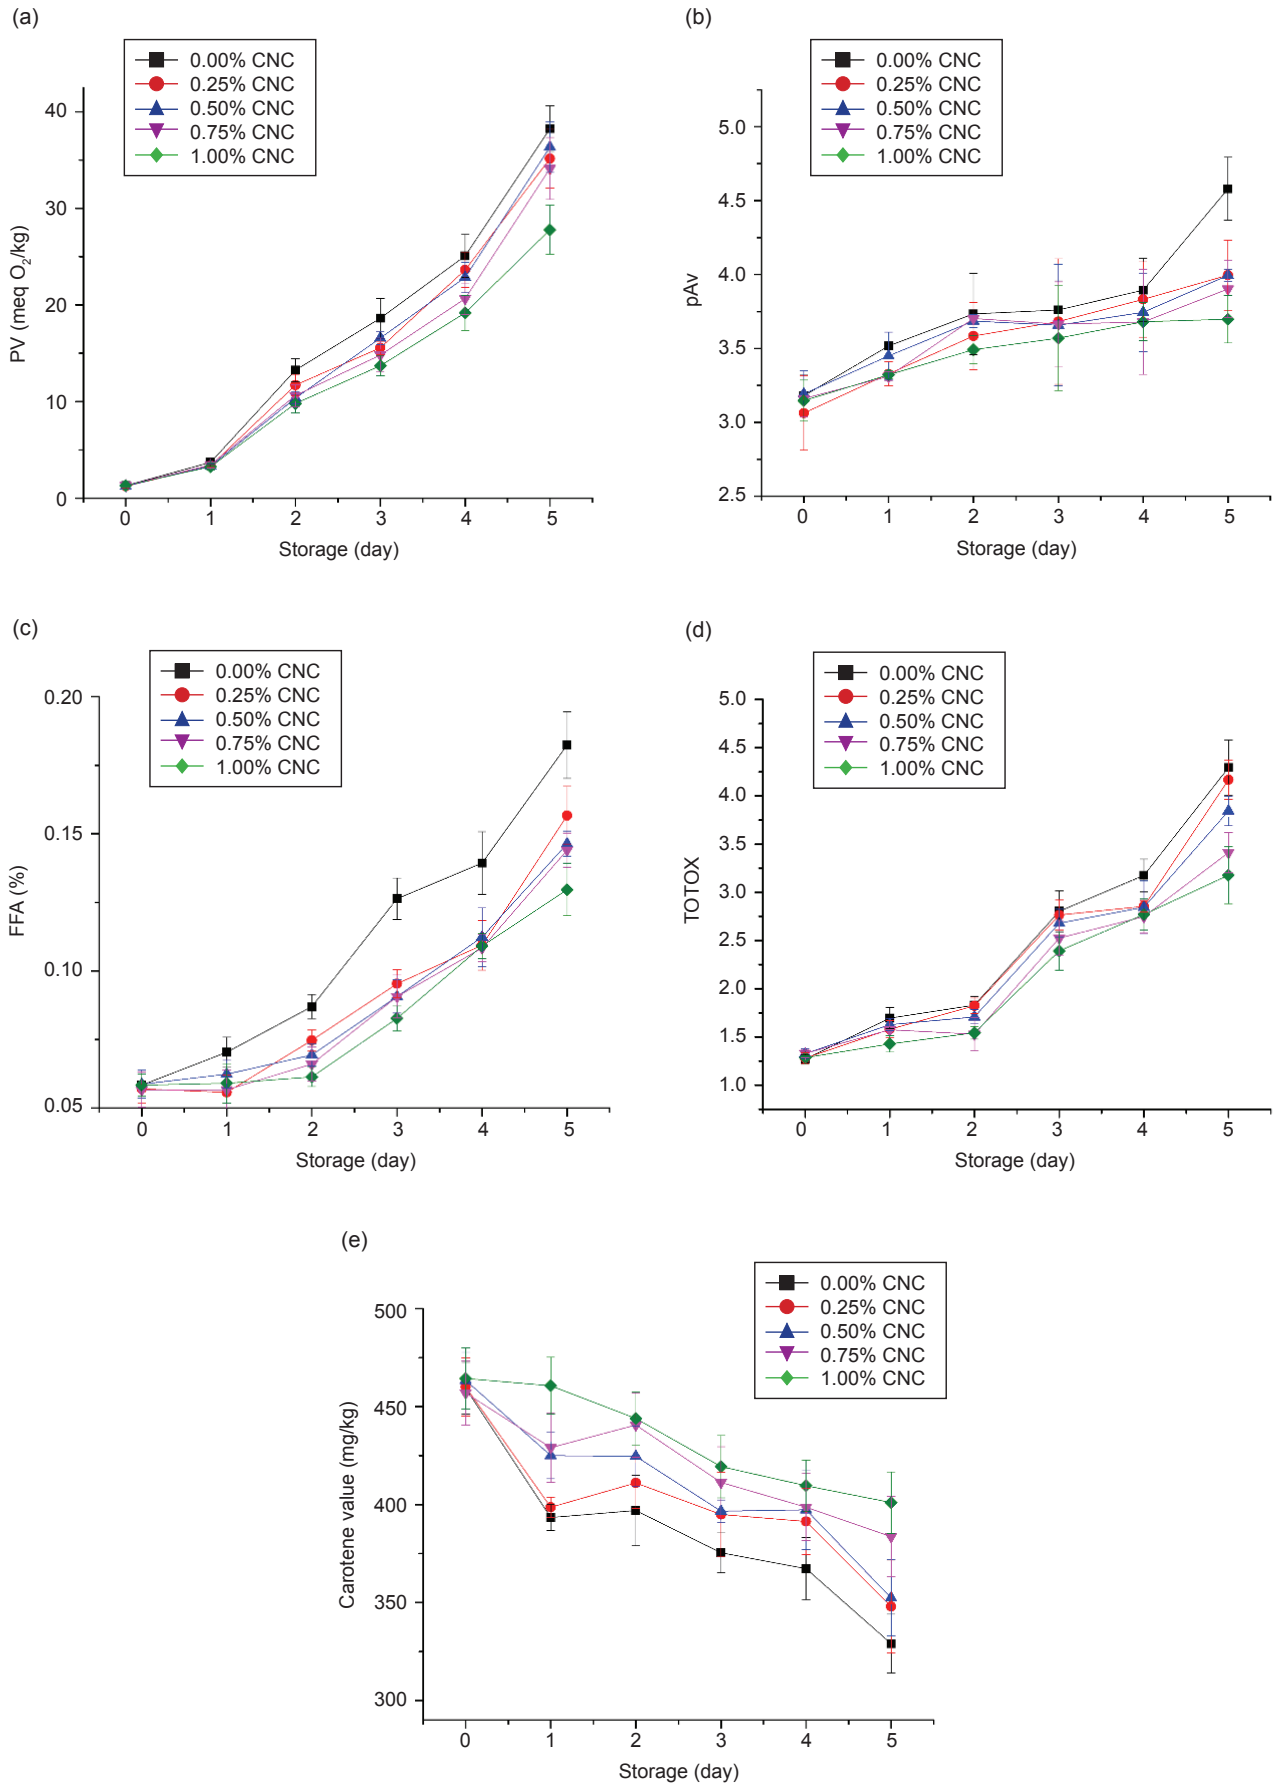 (a)
0.00% CNC
0.25% CNC
0.50% CNC
0.75% CNC
1.00% CNC
PV (meq O₂/kg)
40
30
20
10
0
0 1 2 3 4 5
Storage (day)
(b)
0.00% CNC
0.25% CNC
0.50% CNC
0.75% CNC
1.00% CNC
pAv
5.0
4.5
4.0
3.5
3.0
2.5
0 1 2 3 4 5
Storage (day)
(c)
0.00% CNC
0.25% CNC
0.50% CNC
0.75% CNC
1.00% CNC
FFA (%)
0.20
0.15
0.10
0.05
0 1 2 3 4 5
Storage (day)
(d)
0.00% CNC
0.25% CNC
0.50% CNC
0.75% CNC
1.00% CNC
TOTOX
5.0
4.5
4.0
3.5
3.0
2.5
2.0
1.5
1.0
0 1 2 3 4 5
Storage (day)
(e)
0.00% CNC
0.25% CNC
0.50% CNC
0.75% CNC
1.00% CNC
Carotene value (mg/kg)
500
450
400
350
300
0 1 2 3 4 5
Storage (day)